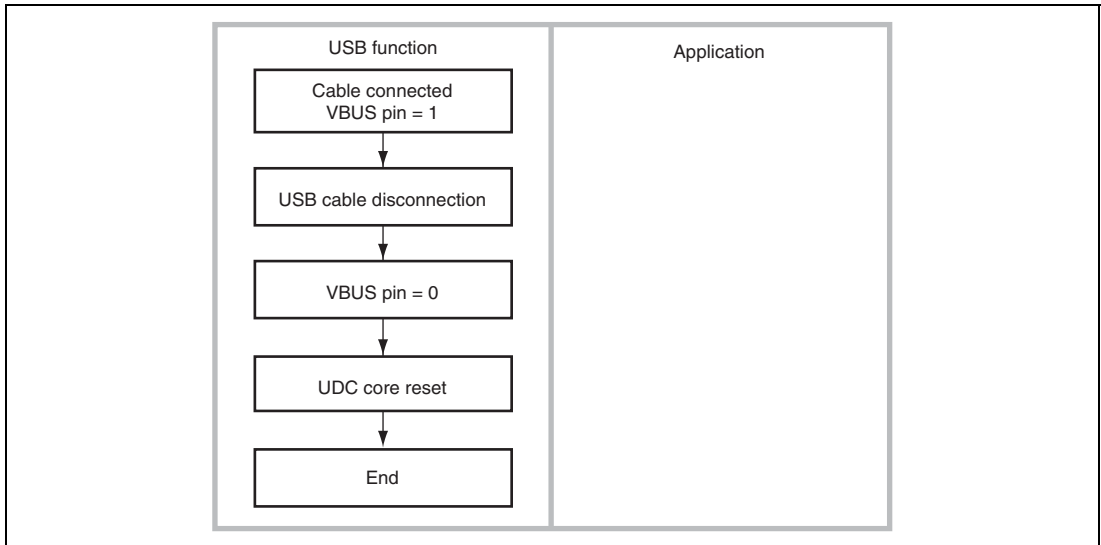 USB function
Application
Cable connected
VBUS pin = 1
USB cable disconnection
VBUS pin = 0
UDC core reset
End